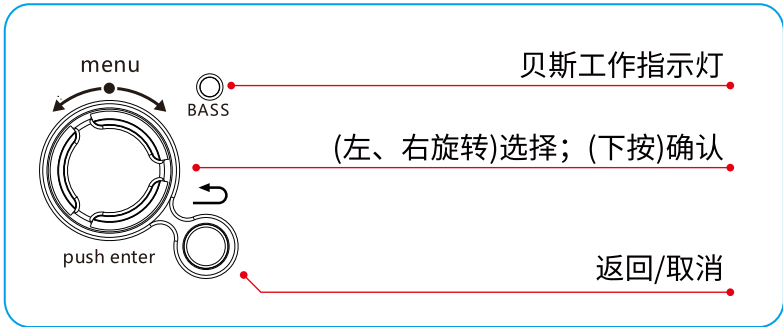 menu
贝斯工作指示灯
BASS
(左、右旋转)选择；(下按)确认
push enter
返回/取消